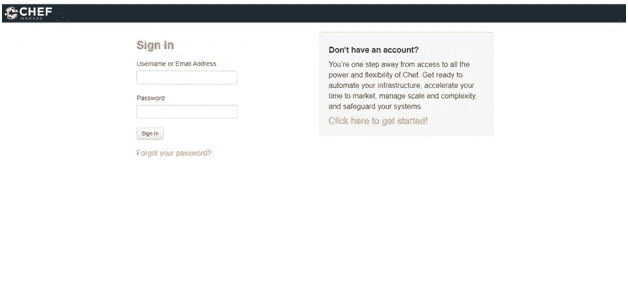 CHEF
Sign In
Username or Email Address
Password
Sign In
Forgot your password?
Don't have an account?
You're one step away from access to all the
power and flexibility of Chef. Get ready to
automate your infrastructure, accelerate your
time to market, manage scale and complexity,
and safeguard your systems.
Click here to get started!